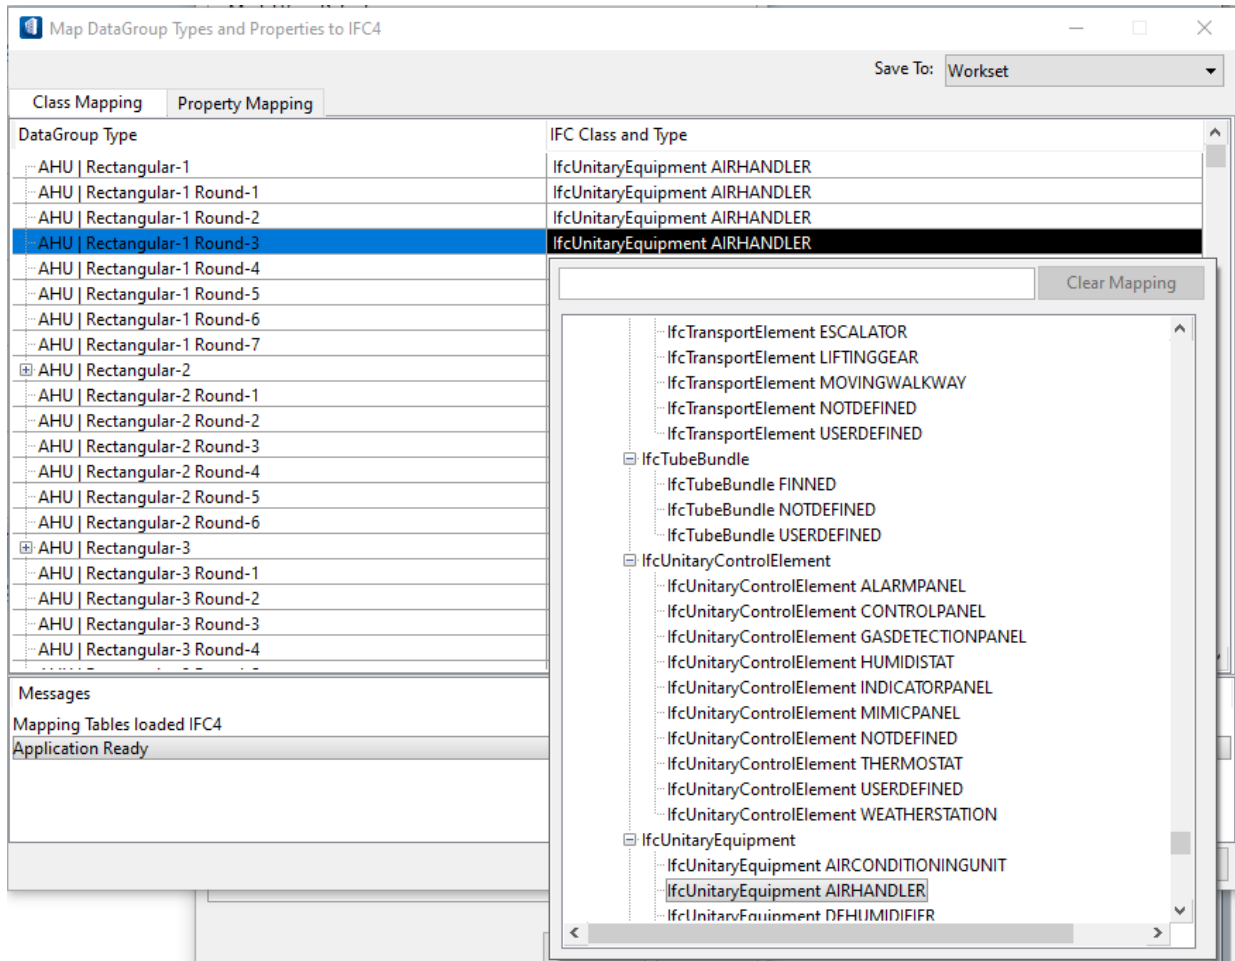 Map DataGroup Types and Properties to IFC4
Save To: Workset
Class Mapping Property Mapping
DataGroup Type IFC Class and Type
AHU | Rectangular-1 IfcUnitaryEquipment AIRHANDLER
AHU | Rectangular-1 Round-1 IfcUnitaryEquipment AIRHANDLER
AHU | Rectangular-1 Round-2 IfcUnitaryEquipment AIRHANDLER
AHU | Rectangular-1 Round-3 IfcUnitaryEquipment AIRHANDLER
AHU | Rectangular-1 Round-4
AHU | Rectangular-1 Round-5
AHU | Rectangular-1 Round-6
AHU | Rectangular-1 Round-7
AHU | Rectangular-2
AHU | Rectangular-2 Round-1
AHU | Rectangular-2 Round-2
AHU | Rectangular-2 Round-3
AHU | Rectangular-2 Round-4
AHU | Rectangular-2 Round-5
AHU | Rectangular-2 Round-6
AHU | Rectangular-3
AHU | Rectangular-3 Round-1
AHU | Rectangular-3 Round-2
AHU | Rectangular-3 Round-3
AHU | Rectangular-3 Round-4
Messages
Mapping Tables loaded IFC4
Application Ready
Clear Mapping
IfcTransportElement ESCALATOR
IfcTransportElement LIFTINGGEAR
IfcTransportElement MOVINGWALKWAY
IfcTransportElement NOTDEFINED
IfcTransportElement USERDEFINED
IfcTubeBundle
IfcTubeBundle FINNED
IfcTubeBundle NOTDEFINED
IfcTubeBundle USERDEFINED
IfcUnitaryControlElement
IfcUnitaryControlElement ALARMPANEL
IfcUnitaryControlElement CONTROLPANEL
IfcUnitaryControlElement GASDETECTIONPANEL
IfcUnitaryControlElement HUMIDISTAT
IfcUnitaryControlElement INDICATORPANEL
IfcUnitaryControlElement MIMICPANEL
IfcUnitaryControlElement NOTDEFINED
IfcUnitaryControlElement THERMOSTAT
IfcUnitaryControlElement USERDEFINED
IfcUnitaryControlElement WEATHERSTATION
IfcUnitaryEquipment
IfcUnitaryEquipment AIRCONDITIONINGUNIT
IfcUnitaryEquipment AIRHANDLER
IfcUnitaryEquipment DEHUMIDIFIER